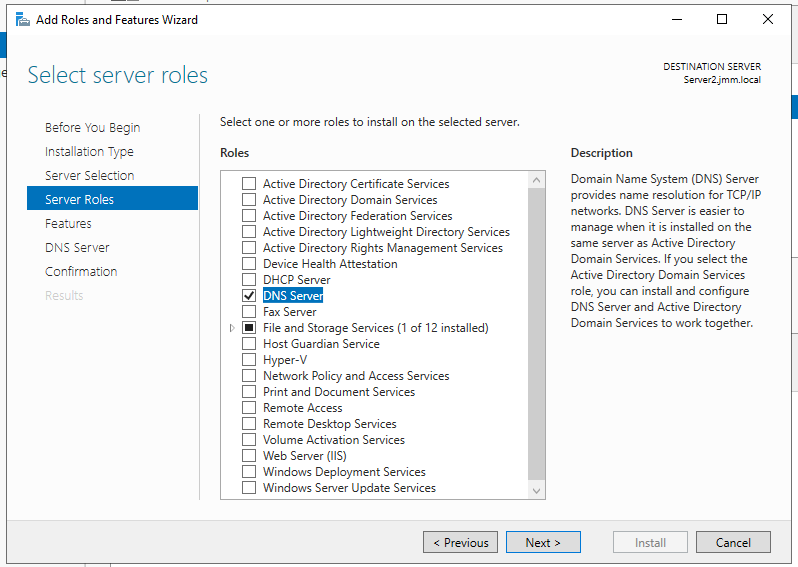 Add Roles and Features Wizard
Select server roles
DESTINATION SERVER
Server2.jmm.local
Before You Begin
Installation Type
Server Selection
Server Roles
Features
DNS Server
Confirmation
Results
Select one or more roles to install on the selected server.
Roles
Active Directory Certificate Services
Active Directory Domain Services
Active Directory Federation Services
Active Directory Lightweight Directory Services
Active Directory Rights Management Services
Device Health Attestation
DHCP Server
DNS Server
Fax Server
File and Storage Services (1 of 12 installed)
Host Guardian Service
Hyper-V
Network Policy and Access Services
Print and Document Services
Remote Access
Remote Desktop Services
Volume Activation Services
Web Server (IIS)
Windows Deployment Services
Windows Server Update Services
Description
Domain Name System (DNS) Server
provides name resolution for TCP/IP
networks. DNS Server is easier to
manage when it is installed on the
same server as Active Directory
Domain Services. If you select the
Active Directory Domain Services
role, you can install and configure
DNS Server and Active Directory
Domain Services to work together.
< Previous
Next >
Install
Cancel